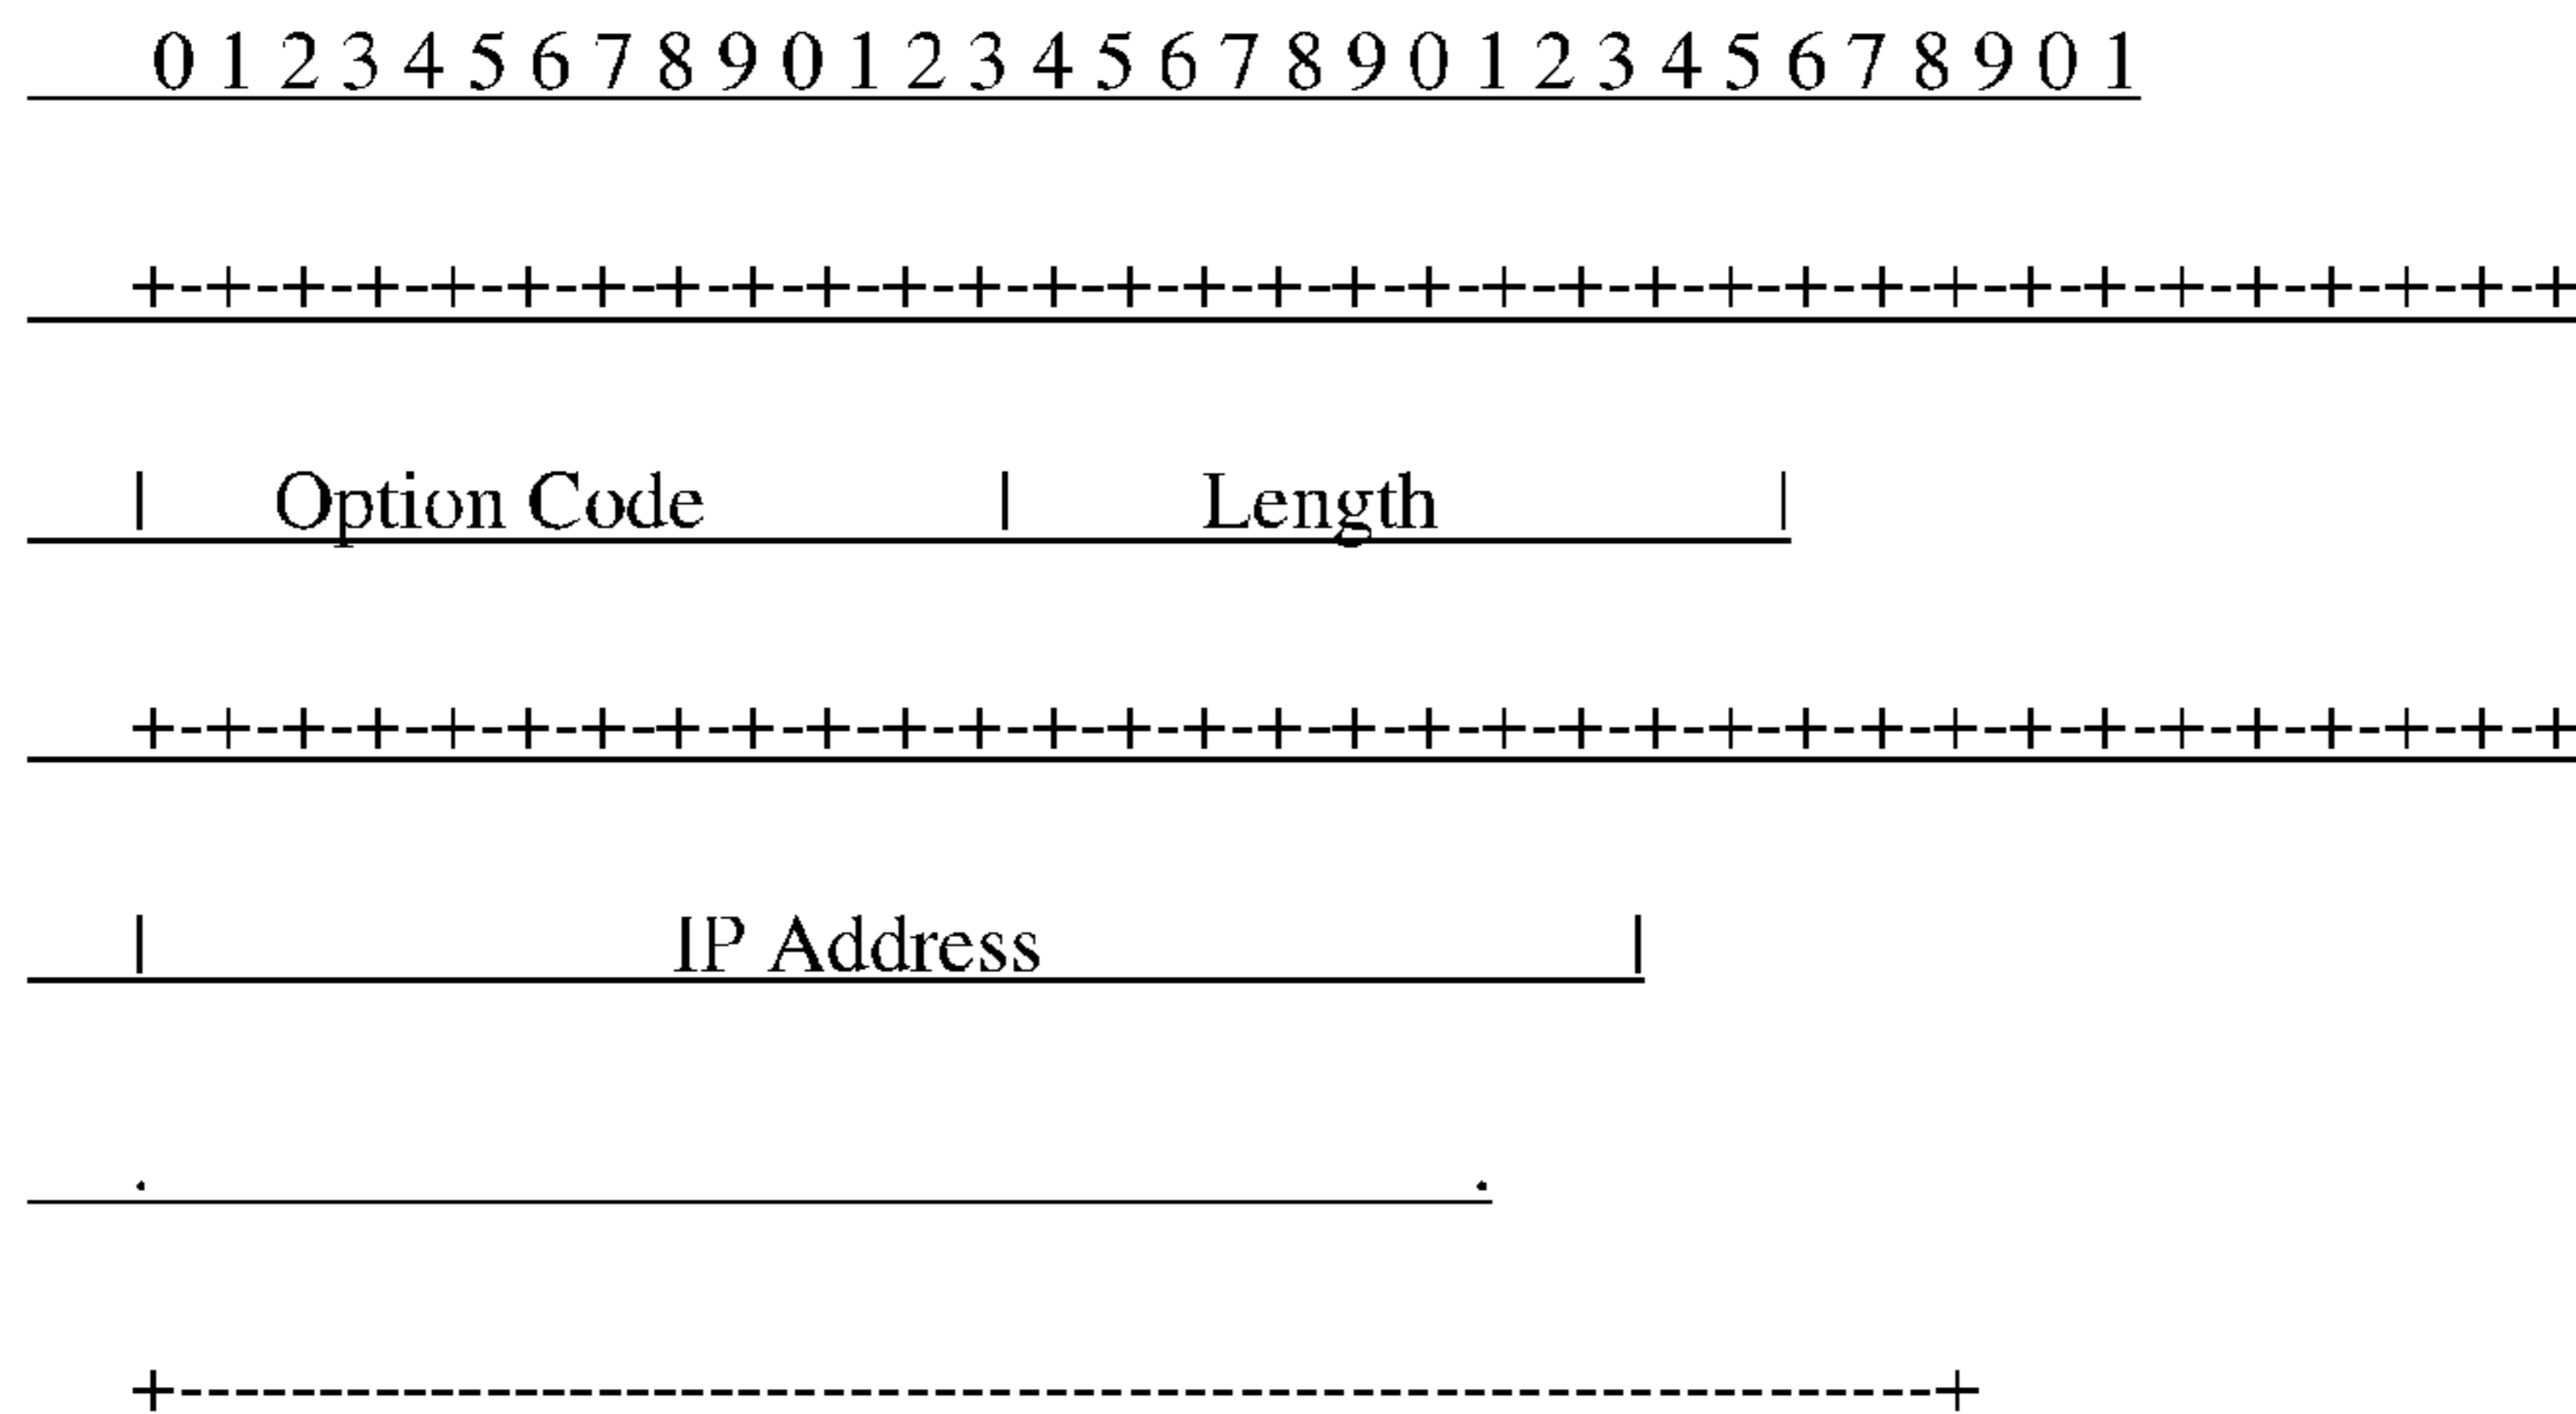 0 1 2 3 4 5 6 7 8 9 0 1 2 3 4 5 6 7 8 9 0 1 2 3 4 5 6 7 8 9 0 1
+-+-+-+-+-+-+-+-+-+-+-+-+-+-+-+-+-+-+-+-+-+-+-+-+-+-+-+-+-+-+-+-+
| Option Code | Length |
+-+-+-+-+-+-+-+-+-+-+-+-+-+-+-+-+-+-+-+-+-+-+-+-+-+-+-+-+-+-+-+-+
| IP Address |
. .
+---------------------------------------------------------------+